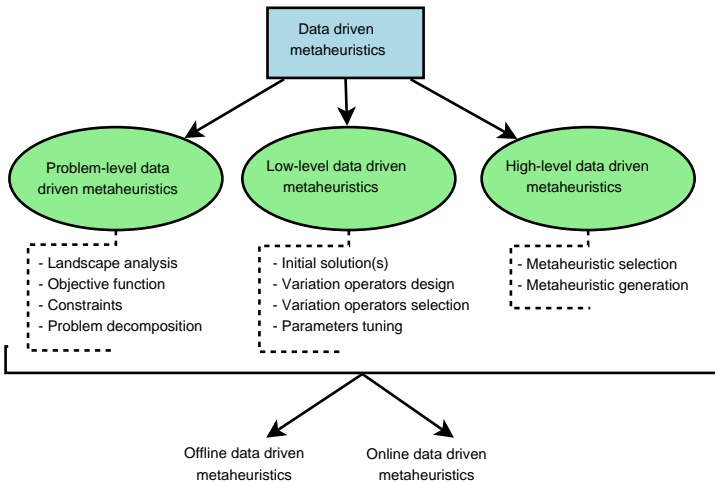 Data driven
metaheuristics
Problem-level data
driven metaheuristics
Low-level data driven
metaheuristics
High-level data driven
metaheuristics
- Landscape analysis
- Objective function
- Constraints
- Problem decomposition
- Initial solution(s)
- Variation operators design
- Variation operators selection
- Parameters tuning
- Metaheuristic selection
- Metaheuristic generation
Offline data driven
metaheuristics
Online data driven
metaheuristics